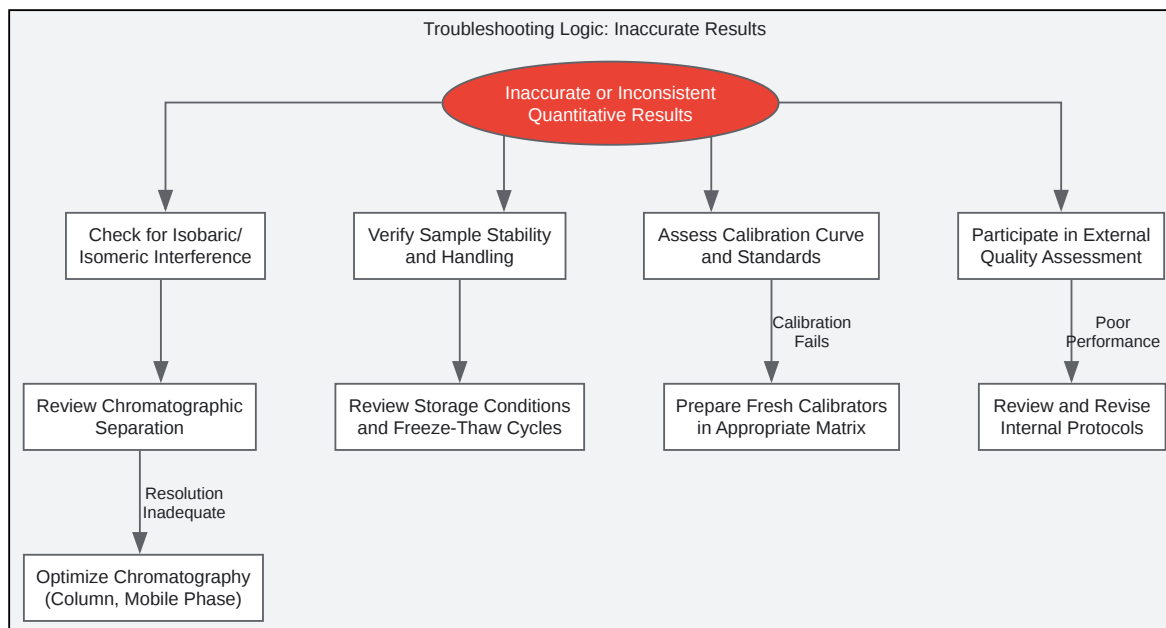 Troubleshooting Logic: Inaccurate Results
Inaccurate or Inconsistent
Quantitative Results
Check for Isobaric/
Isomeric Interference
Verify Sample Stability
and Handling
Assess Calibration Curve
and Standards
Participate in External
Quality Assessment
Calibration
Fails
Poor
Performance
Review Chromatographic
Separation
Review Storage Conditions
and Freeze-Thaw Cycles
Prepare Fresh Calibrators
in Appropriate Matrix
Review and Revise
Internal Protocols
Resolution
Inadequate
Optimize Chromatography
(Column, Mobile Phase)